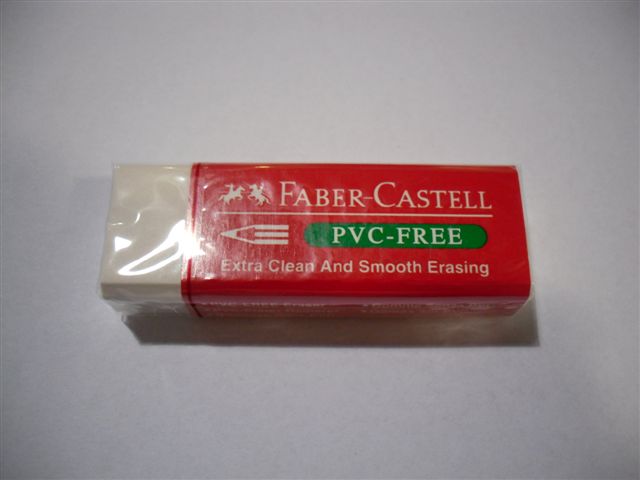 FABER-CASTELL
PVC-FREE
Extra Clean And Smooth Erasing